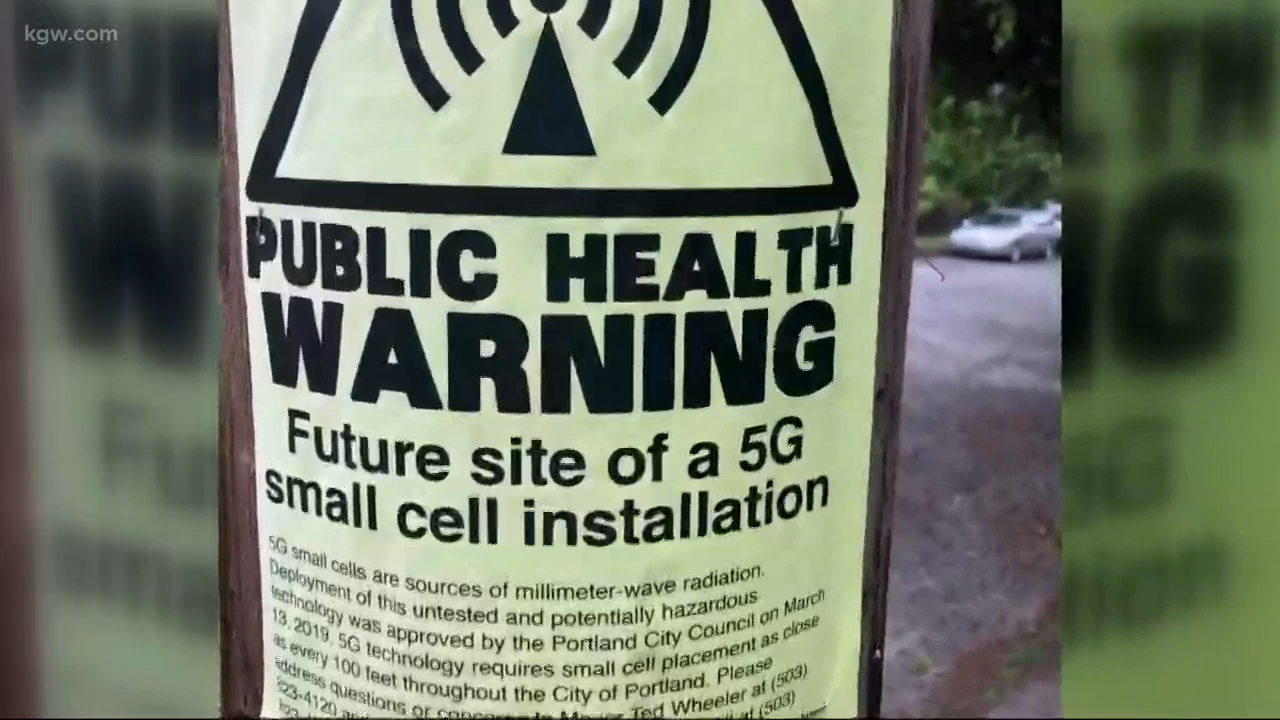 kgw.com
PUBLIC HEALTH
WARNING
Future site of a 5G
small cell installation
5G small cells are sources of millimeter-wave radiation.
Deployment of this untested and potentially hazardous
technology was approved by the Portland City Council on March
13, 2019. 5G technology requires small cell placement as close
as every 100 feet throughout the City of Portland. Please
address questions or concerns to Mayor Ted Wheeler at (503)
823-4120 at (503)